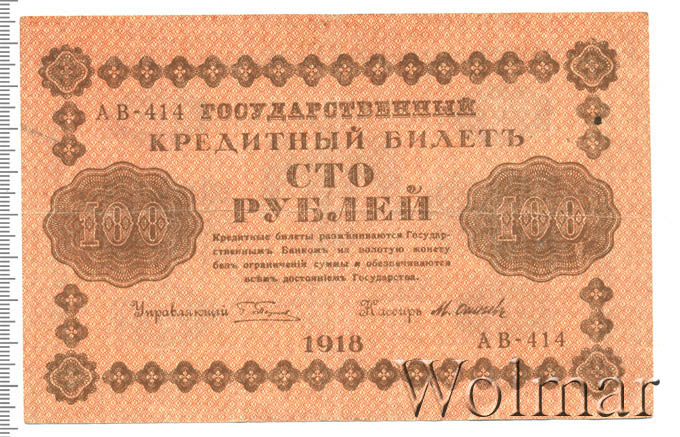 АВ-414 ГОСУДАРСТВЕННЫЙ
КРЕДИТНЫЙ БИЛЕТЪ
СТО
РУБЛЕЙ
100
100
Кредитные билеты размѣниваются Государ-
ственнымъ Банкомъ на золотую монету
безъ ограниченія суммы и обезпечиваются
всѣмъ достояніемъ Государства.
Управляющій
Кассиръ
1918
АВ-414
Wolmar